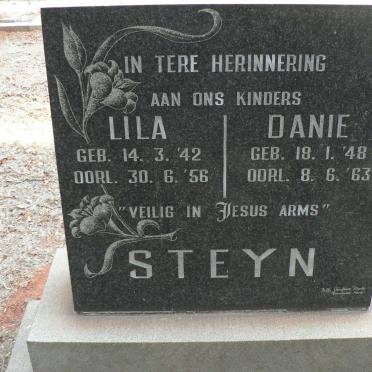 IN TERE HERINNERING
AAN ONS KINDERS
LILA
GEB. 14. 3. '42
OORL. 30. 6. '56
DANIE
GEB. 18. 1. '48
OORL. 8. 6. '63
"VEILIG IN JESUS ARMS"
STEYN